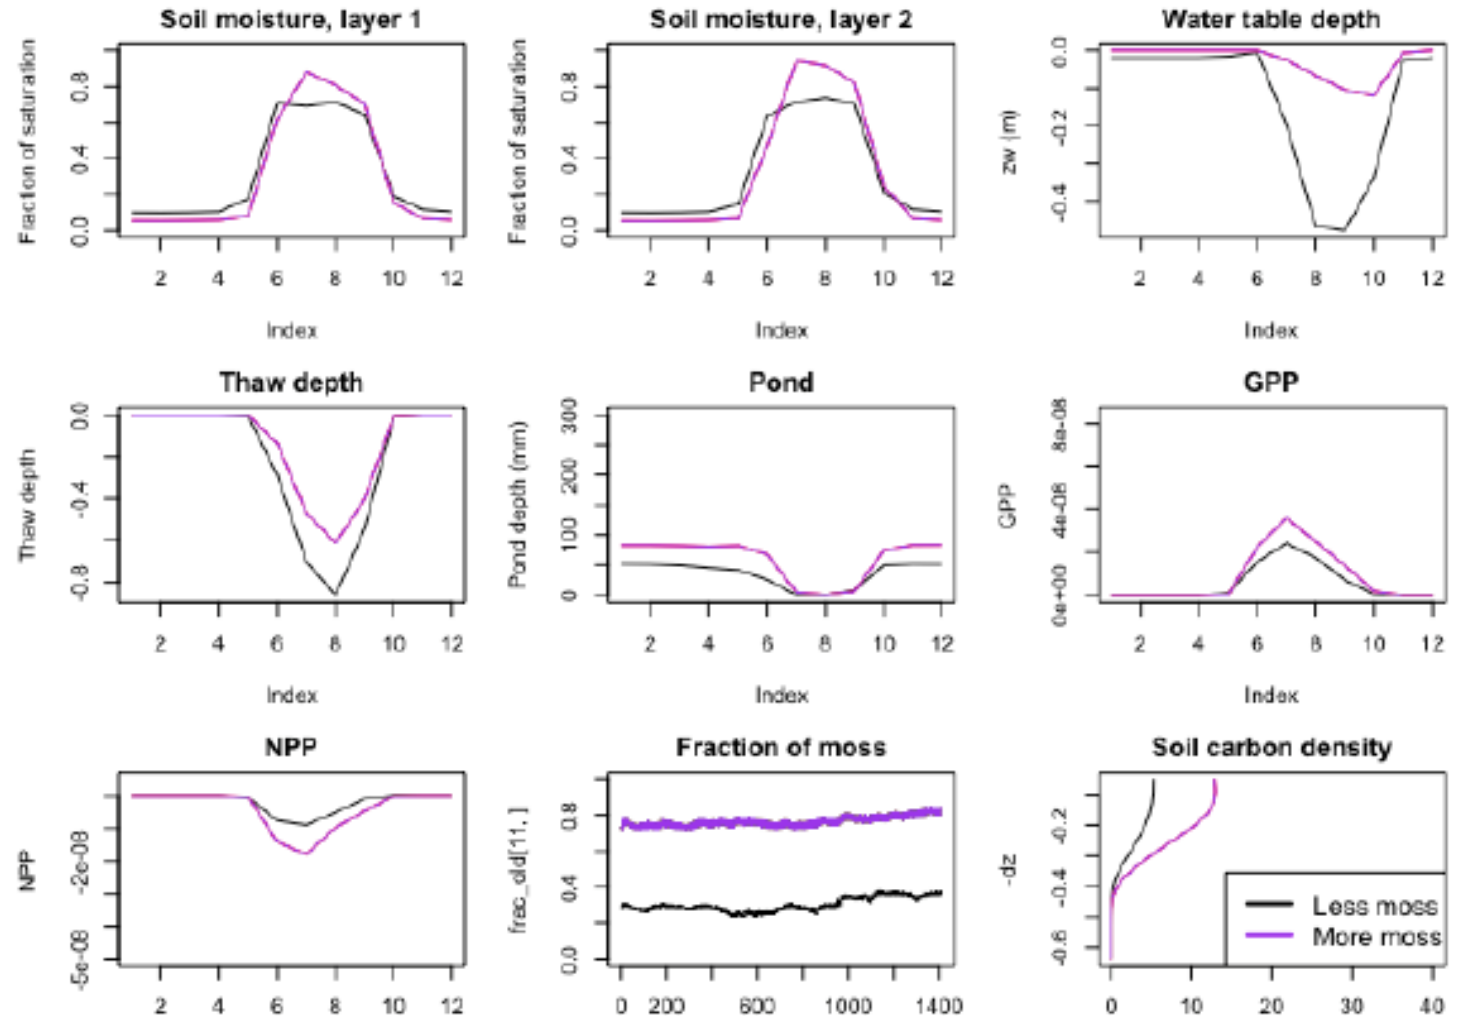 Soil moisture, layer 1
Fraction of saturation
0.0 0.4 0.8
2 4 6 8 10 12
Index
Soil moisture, layer 2
Fraction of saturation
0.0 0.4 0.8
2 4 6 8 10 12
Index
Water table depth
zw (m)
-0.4 -0.2 0.0
2 4 6 8 10 12
Index
Thaw depth
Thaw depth
-0.8 -0.4 0.0
2 4 6 8 10 12
Index
Pond
Pond depth (mm)
0 100 200 300
2 4 6 8 10 12
Index
GPP
GPP
0e+00 4e-08 8e-08
2 4 6 8 10 12
Index
NPP
NPP
-5e-08 -2e-08
2 4 6 8 10 12
Fraction of moss
frac_old[11, ]
0.0 0.4 0.8
0 200 600 1000 1400
Soil carbon density
-dz
-0.6 -0.4 -0.2
0 10 20 30 40
Less moss
More moss